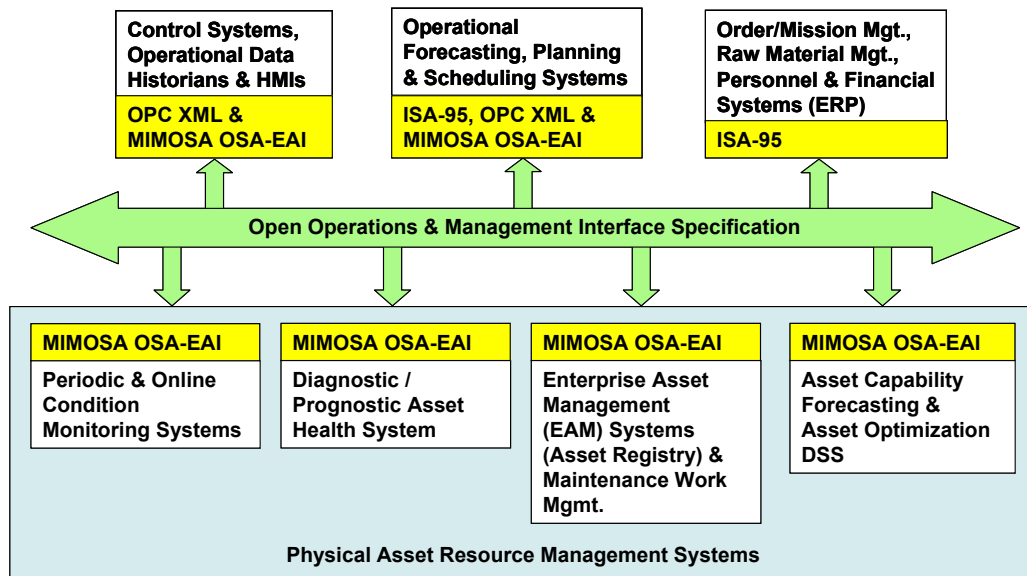 Control Systems,
Operational Data
Historians & HMIs
OPC XML &
MIMOSA OSA-EAI
Operational
Forecasting, Planning
& Scheduling Systems
ISA-95, OPC XML &
MIMOSA OSA-EAI
Order/Mission Mgt.,
Raw Material Mgt.,
Personnel & Financial
Systems (ERP)
ISA-95
Open Operations & Management Interface Specification
MIMOSA OSA-EAI
Periodic & Online
Condition
Monitoring Systems
MIMOSA OSA-EAI
Diagnostic /
Prognostic Asset
Health System
MIMOSA OSA-EAI
Enterprise Asset
Management
(EAM) Systems
(Asset Registry) &
Maintenance Work
Mgmt.
MIMOSA OSA-EAI
Asset Capability
Forecasting &
Asset Optimization
DSS
Physical Asset Resource Management Systems